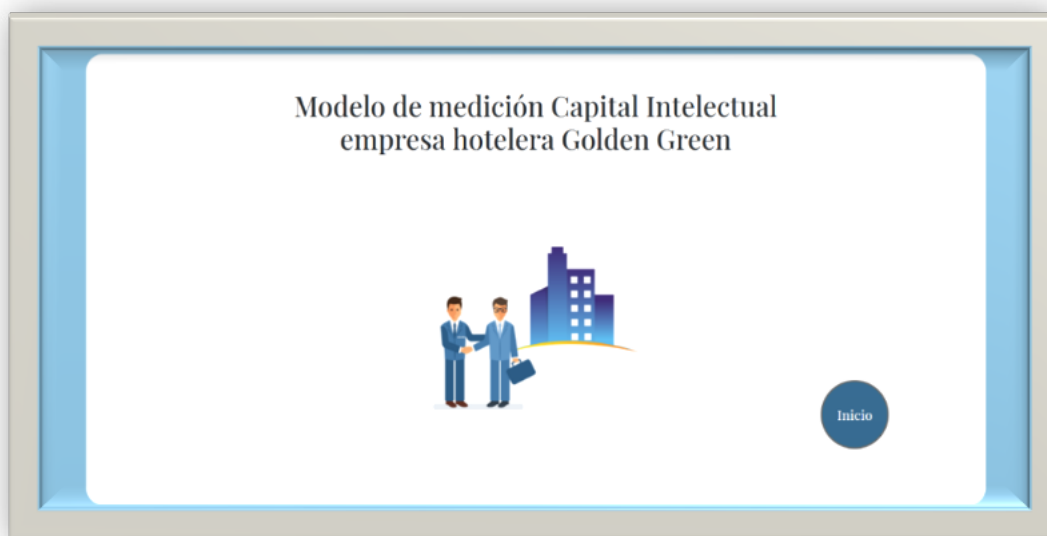 Modelo de medición Capital Intelectual
empresa hotelera Golden Green
Inicio